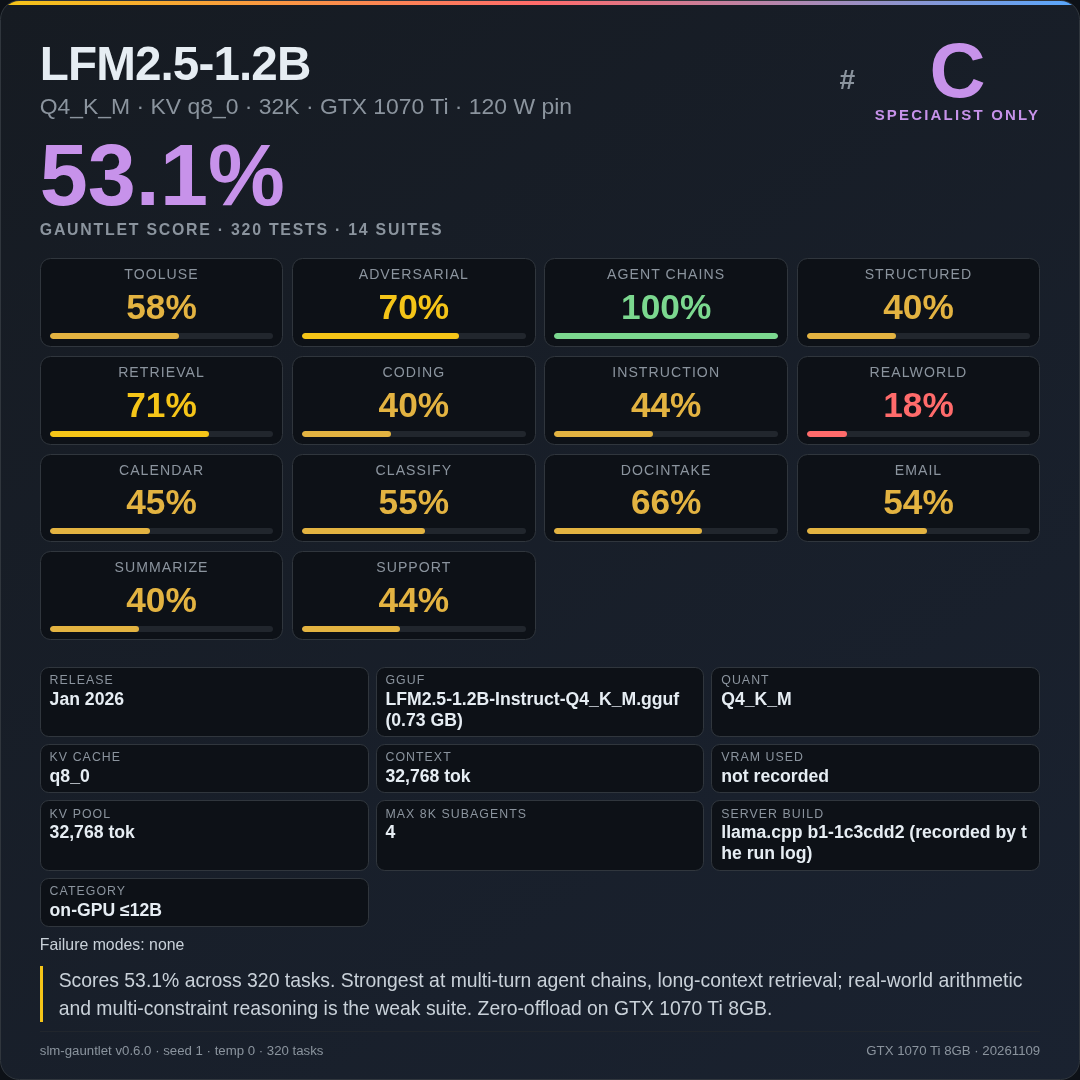 LFM2.5-1.2B
Q4_K_M · KV q8_0 · 32K · GTX 1070 Ti · 120 W pin
#
C
SPECIALIST ONLY
53.1%
GAUNTLET SCORE · 320 TESTS · 14 SUITES
TOOLUSE
58%
ADVERSARIAL
70%
AGENT CHAINS
100%
STRUCTURED
40%
RETRIEVAL
71%
CODING
40%
INSTRUCTION
44%
REALWORLD
18%
CALENDAR
45%
CLASSIFY
55%
DOCINTAKE
66%
EMAIL
54%
SUMMARIZE
40%
SUPPORT
44%
RELEASE
Jan 2026
GGUF
LFM2.5-1.2B-Instruct-Q4_K_M.gguf
(0.73 GB)
QUANT
Q4_K_M
KV CACHE
q8_0
CONTEXT
32,768 tok
VRAM USED
not recorded
KV POOL
32,768 tok
MAX 8K SUBAGENTS
4
SERVER BUILD
llama.cpp b1-1c3cdd2 (recorded by t
he run log)
CATEGORY
on-GPU ≤12B
Failure modes: none
Scores 53.1% across 320 tasks. Strongest at multi-turn agent chains, long-context retrieval; real-world arithmetic
and multi-constraint reasoning is the weak suite. Zero-offload on GTX 1070 Ti 8GB.
slm-gauntlet v0.6.0 · seed 1 · temp 0 · 320 tasks
GTX 1070 Ti 8GB · 20261109